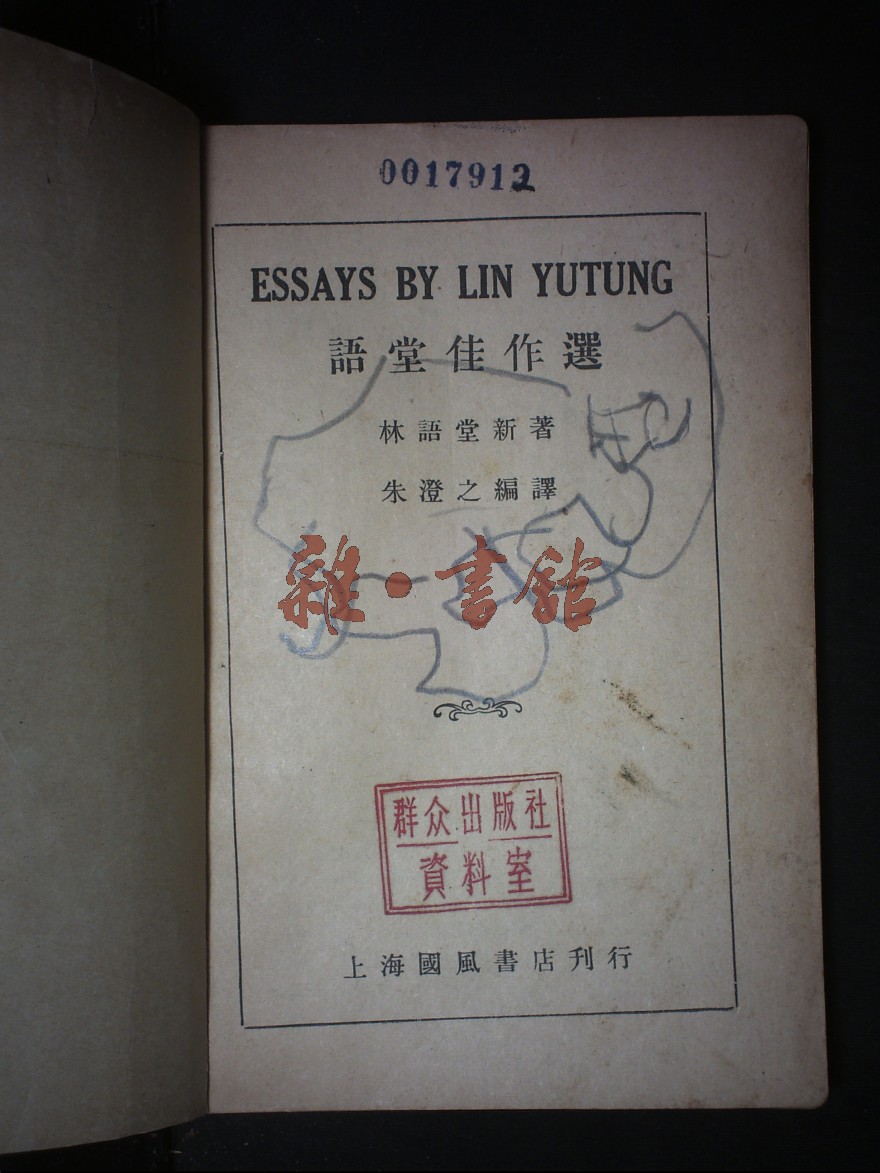 0017912
ESSAYS BY LIN YUTUNG
語堂佳作選
林語堂新著
朱澄之編譯
雜·書館
群众出版社
資料室
上海國風書店刊行